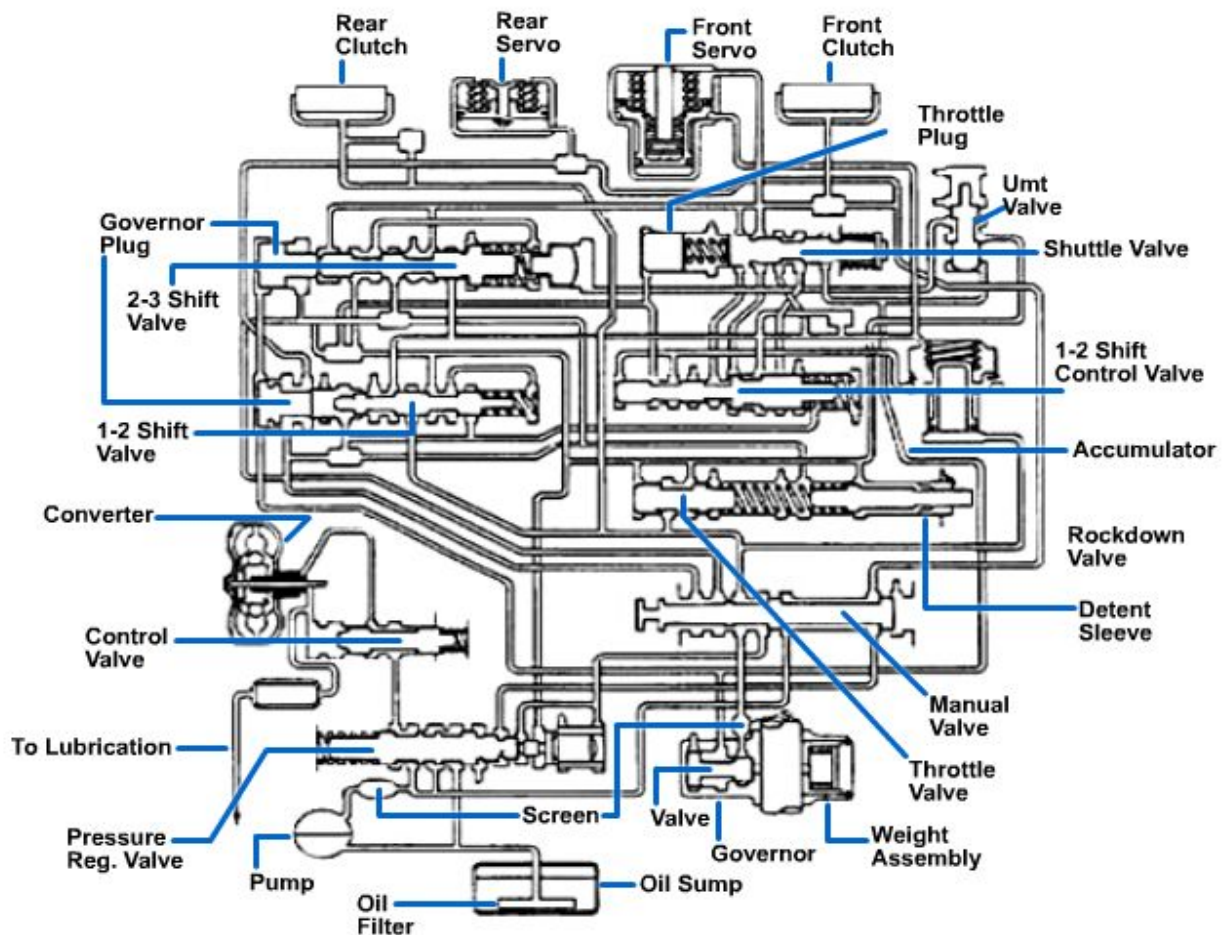 Rear
Clutch
Rear
Servo
Front
Servo
Front
Clutch
Throttle
Plug
Umt
Valve
Governor
Plug
Shuttle Valve
2-3 Shift
Valve
1-2 Shift
Control Valve
1-2 Shift
Valve
Accumulator
Converter
Rockdown
Valve
Detent
Sleeve
Control
Valve
Manual
Valve
To Lubrication
Throttle
Valve
Screen
Valve
Governor
Weight
Assembly
Pressure
Reg. Valve
Pump
Oil Sump
Oil
Filter